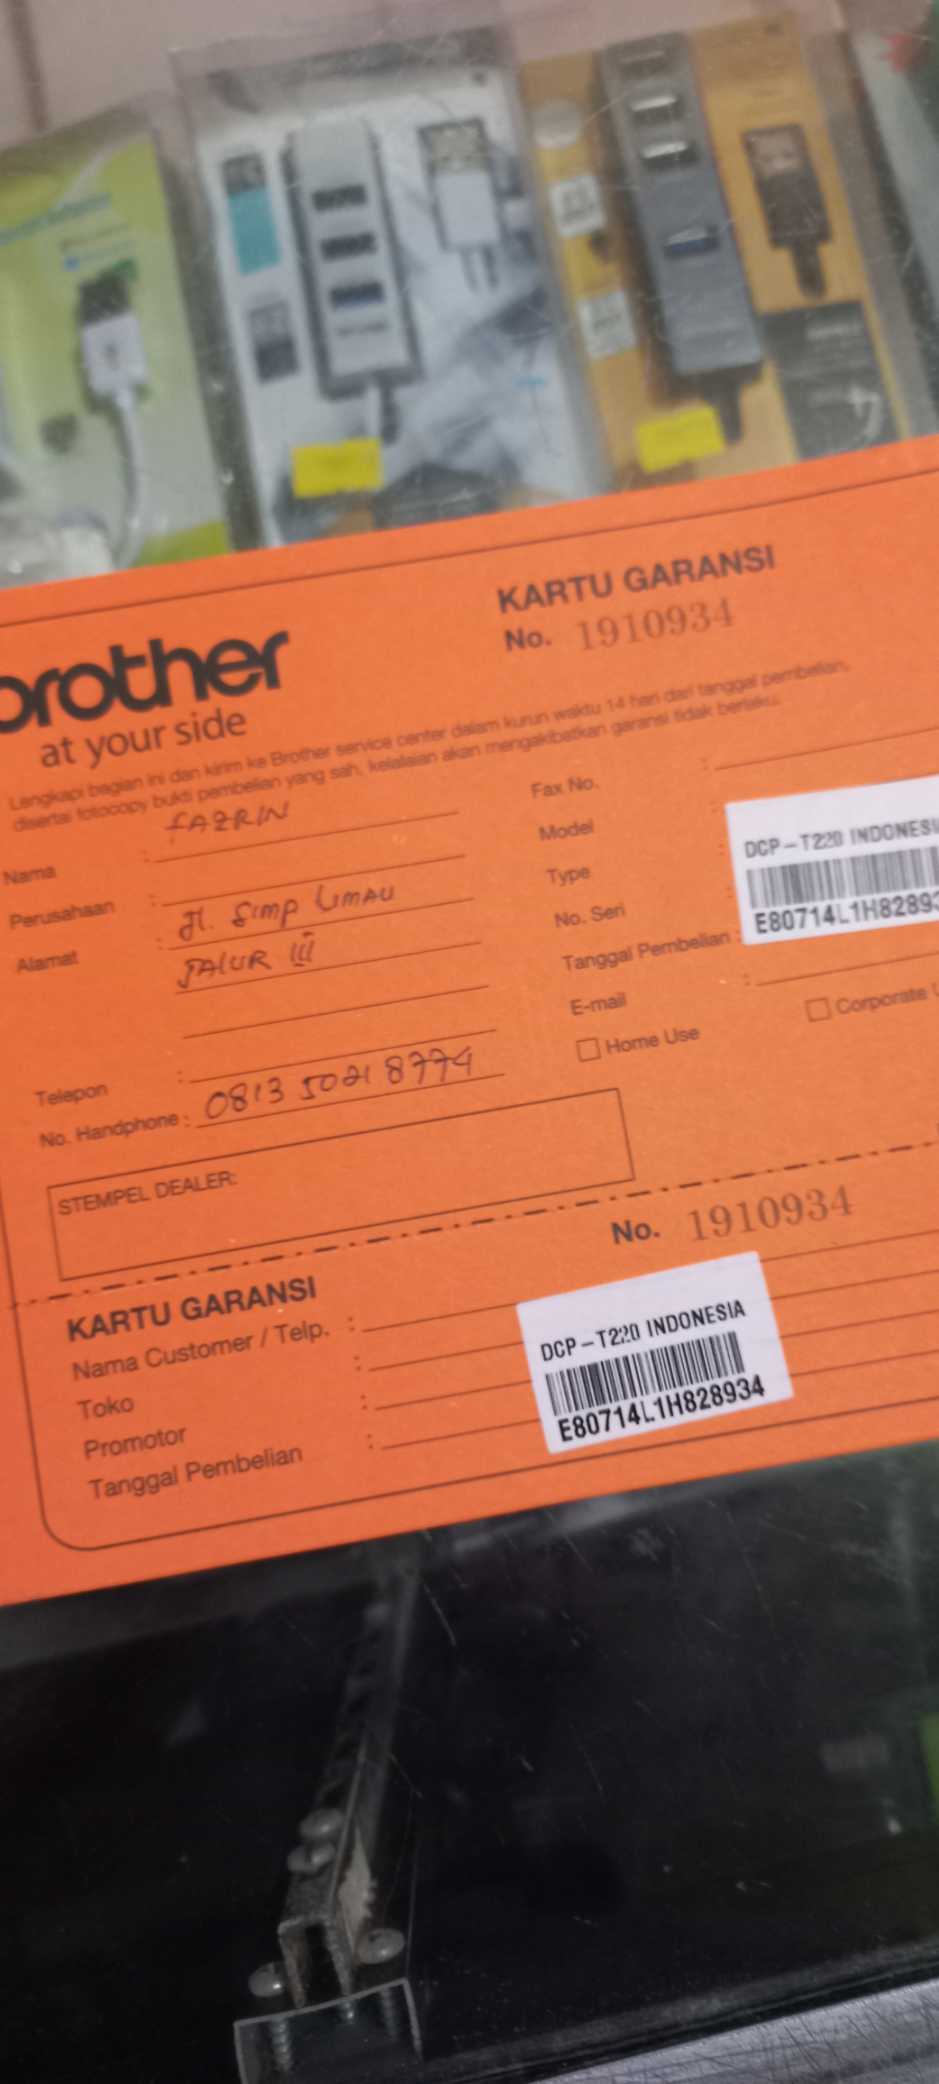 KARTU GARANSI
No. 1910934
brother
at your side
Lengkapi bagian ini dan kirim ke Brother service center dalam kurun waktu 14 hari dari tanggal pembelian,
disertai fotocopy bukti pembelian yang sah, kelalaian akan mengakibatkan garansi tidak berlaku.
Nama : FAZRIN
Perusahaan :
Alamat : Jl. Simp LIMAU
JALUR III
Telepon :
No. Handphone : 0813 5021 8774
Fax No. :
Model :
Type :
No. Seri :
Tanggal Pembelian :
E-mail :
DCP-T220 INDONESI
E80714L1H8289
Home Use
Corporate
STEMPEL DEALER:
No. 1910934
KARTU GARANSI
Nama Customer / Telp. :
Toko :
Promotor :
Tanggal Pembelian :
DCP-T220 INDONESIA
E80714L1H828934